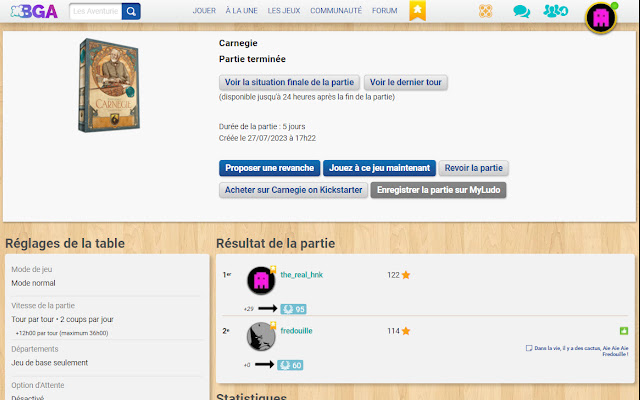 BGA
Les Aventurie
JOUER
À LA UNE
LES JEUX
COMMUNAUTÉ
FORUM
4
Carnegie
Partie terminée
CARNEGIE
Voir la situation finale de la partie
Voir le dernier tour
(disponible jusqu'à 24 heures après la fin de la partie)
Durée de la partie : 5 jours
Créée le 27/07/2023 à 17h22
Proposer une revanche
Jouez à ce jeu maintenant
Revoir la partie
Acheter sur Carnegie on Kickstarter
Enregistrer la partie sur MyLudo
Réglages de la table
Mode de jeu
Mode normal
Vitesse de la partie
Tour par tour • 2 coups par jour
+12h00 par tour (maximum 36h00)
Départements
Jeu de base seulement
Option d'Attente
Désactivé
Résultat de la partie
1er
the_real_hnk
122
+29
95
2e
fredouille
114
Dans la vie, il y a des cactus, Aïe Aïe Aïe
Fredouille !
+0
60
Statistiques